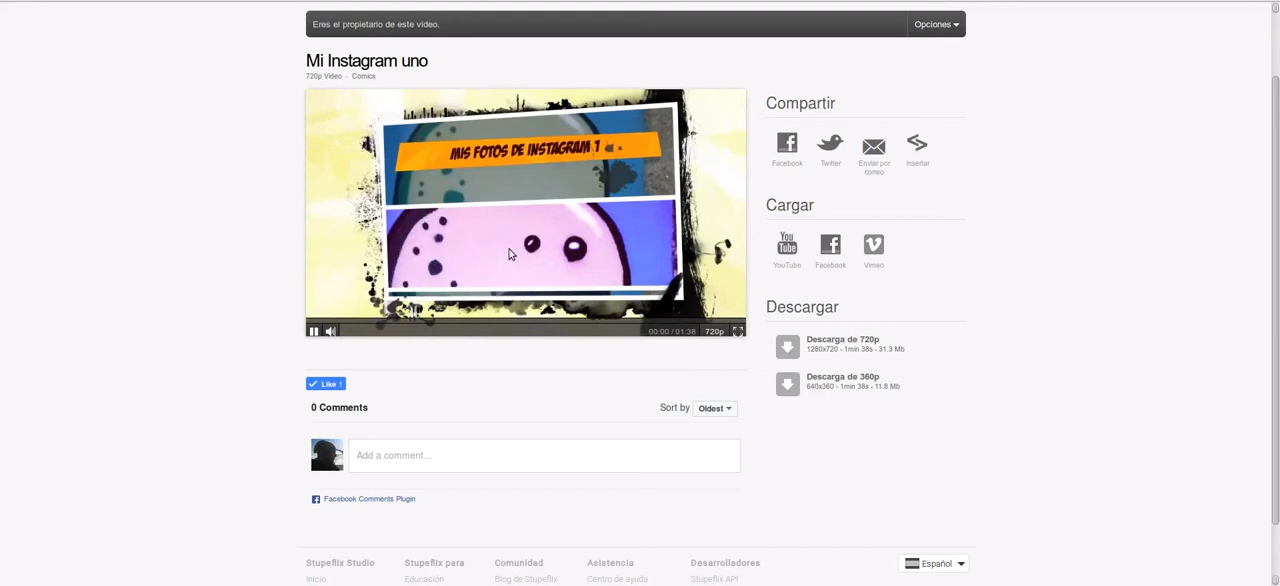 Eres el propietario de este video.
Opciones
Mi Instagram uno
720p Video - Comics
MIS FOTOS DE INSTAGRAM 1
00:00 / 01:38 720p
Compartir
Facebook Twitter Enviar por correo Insertar
Cargar
You Tube
YouTube Facebook Vimeo
Descargar
Descarga de 720p
1280x720 - 1min 38s - 31.3 Mb
Descarga de 360p
640x360 - 1min 38s - 11.8 Mb
Like !
0 Comments
Sort by Oldest
Add a comment...
Facebook Comments Plugin
Stupeflix Studio Stupeflix para Comunidad Asistencia Desarrolladores
Español
Inicio Educación Blog de Stupeflix Centro de ayuda Stupeflix API